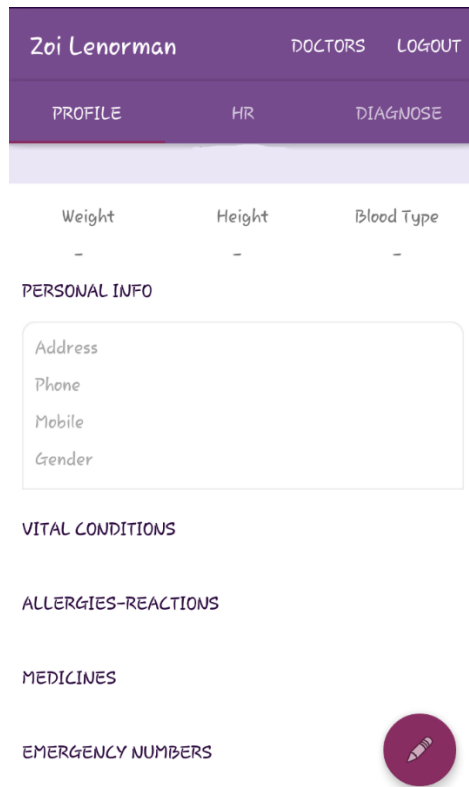 Zoi Lenorman DOCTORS LOGOUT
PROFILE HR DIAGNOSE
Weight Height Blood Type
- - -
PERSONAL INFO
Address
Phone
Mobile
Gender
VITAL CONDITIONS
ALLERGIES-REACTIONS
MEDICINES
EMERGENCY NUMBERS